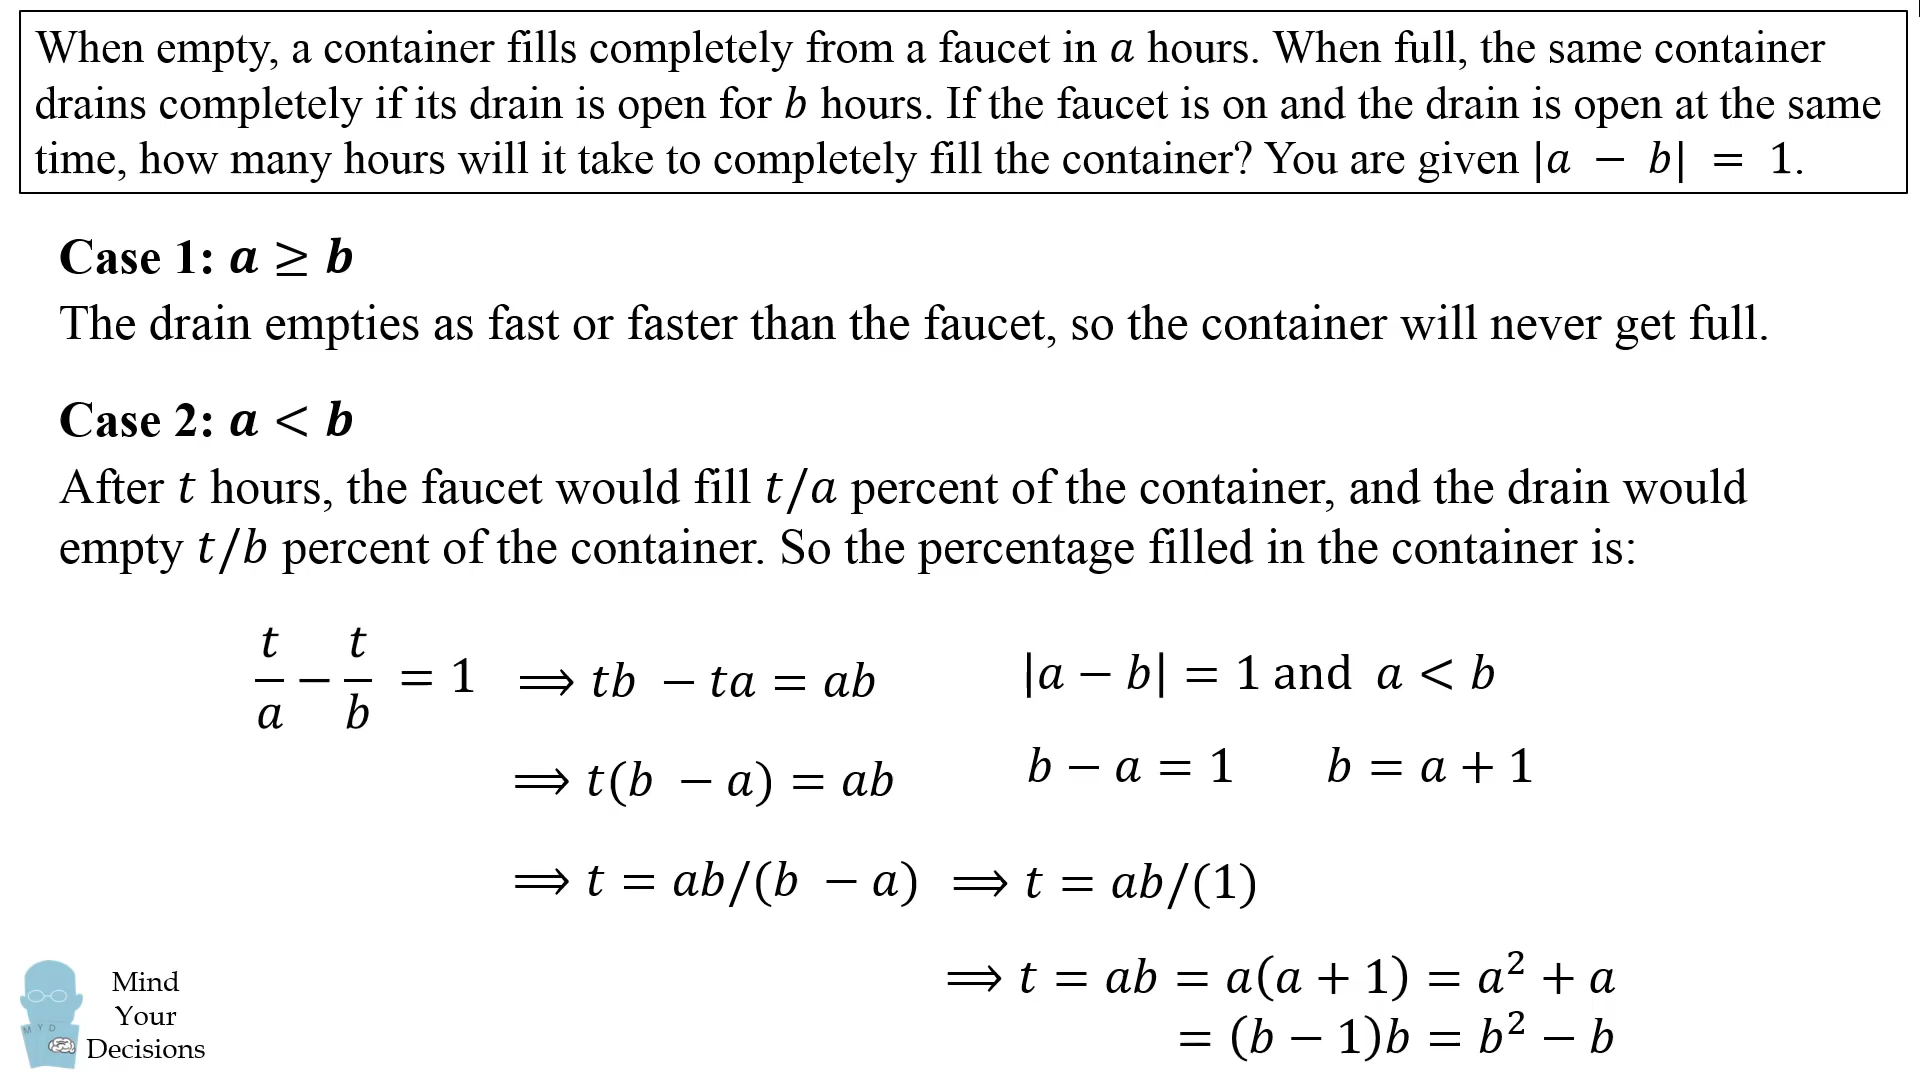 When empty, a container fills completely from a faucet in a hours. When full, the same container
drains completely if its drain is open for b hours. If the faucet is on and the drain is open at the same
time, how many hours will it take to completely fill the container? You are given |a − b| = 1.
Case 1: a ≥ b
The drain empties as fast or faster than the faucet, so the container will never get full.
Case 2: a < b
After t hours, the faucet would fill t/a percent of the container, and the drain would
empty t/b percent of the container. So the percentage filled in the container is:
t/a − t/b = 1 ⟹ tb − ta = ab
⟹ t(b − a) = ab
⟹ t = ab/(b − a) ⟹ t = ab/(1)
|a − b| = 1 and a < b
b − a = 1 b = a + 1
⟹ t = ab = a(a + 1) = a² + a
= (b − 1)b = b² − b
M Y D
Mind
Your
Decisions